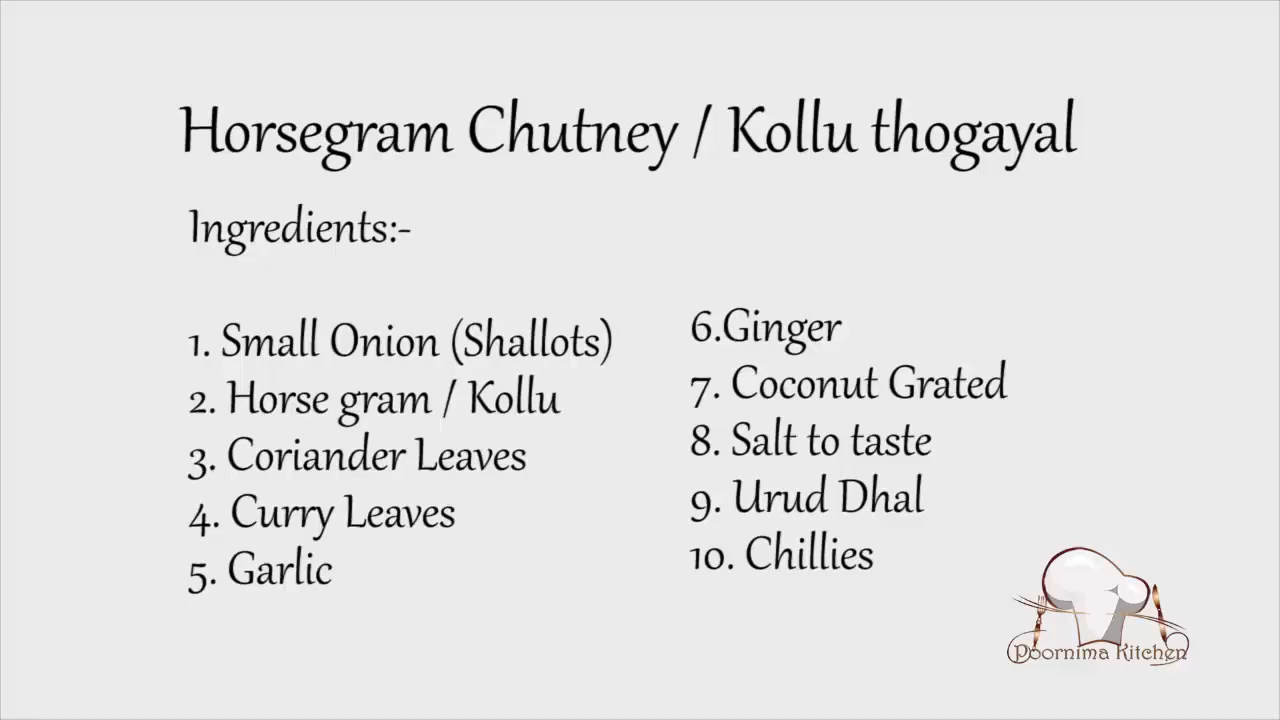 Horsegram Chutney / Kollu thogayal
Ingredients:-
1. Small Onion (Shallots)
2. Horse gram / Kollu
3. Coriander Leaves
4. Curry Leaves
5. Garlic
6.Ginger
7. Coconut Grated
8. Salt to taste
9. Urud Dhal
10. Chillies
Poornima Kitchen